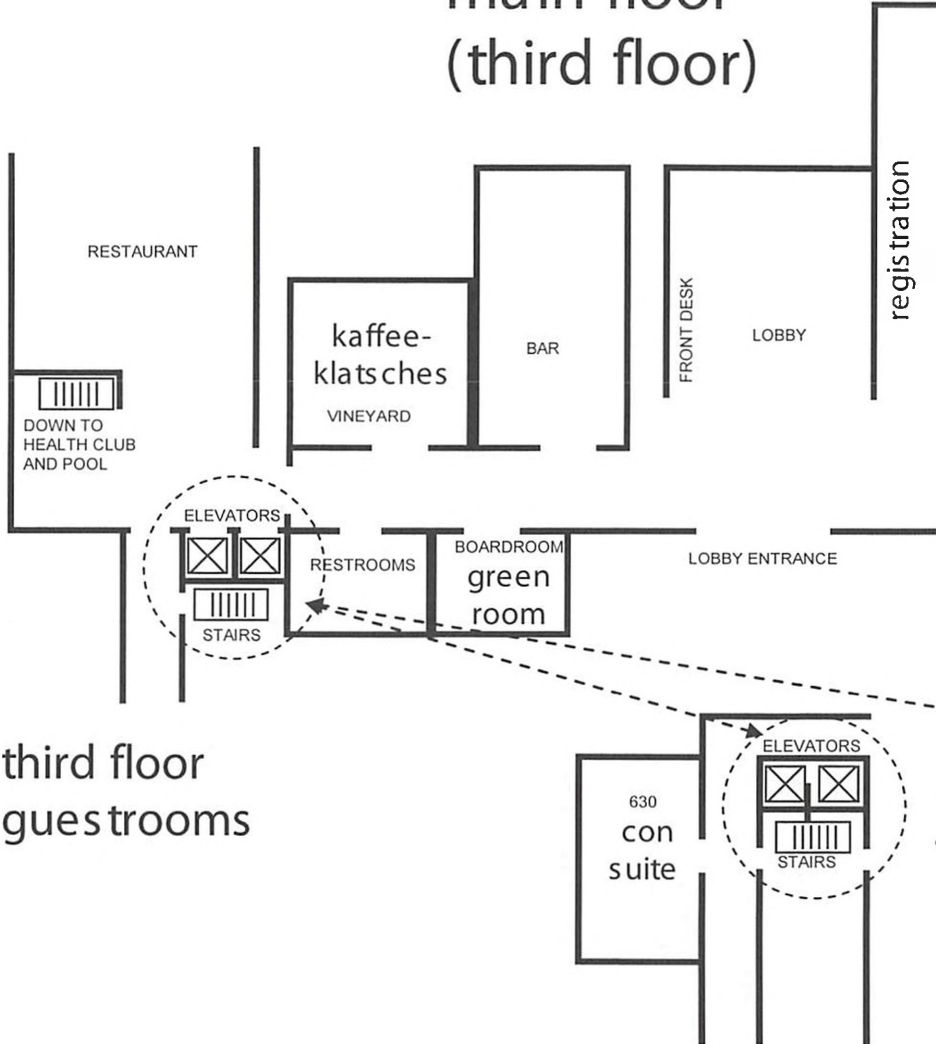 main floor
(third floor)
registration
RESTAURANT
kaffee-
klatsches
VINEYARD
BAR
FRONT DESK
LOBBY
DOWN TO
HEALTH CLUB
AND POOL
ELEVATORS
STAIRS
RESTROOMS
BOARDROOM
green
room
LOBBY ENTRANCE
third floor
guestrooms
ELEVATORS
STAIRS
630
con
suite